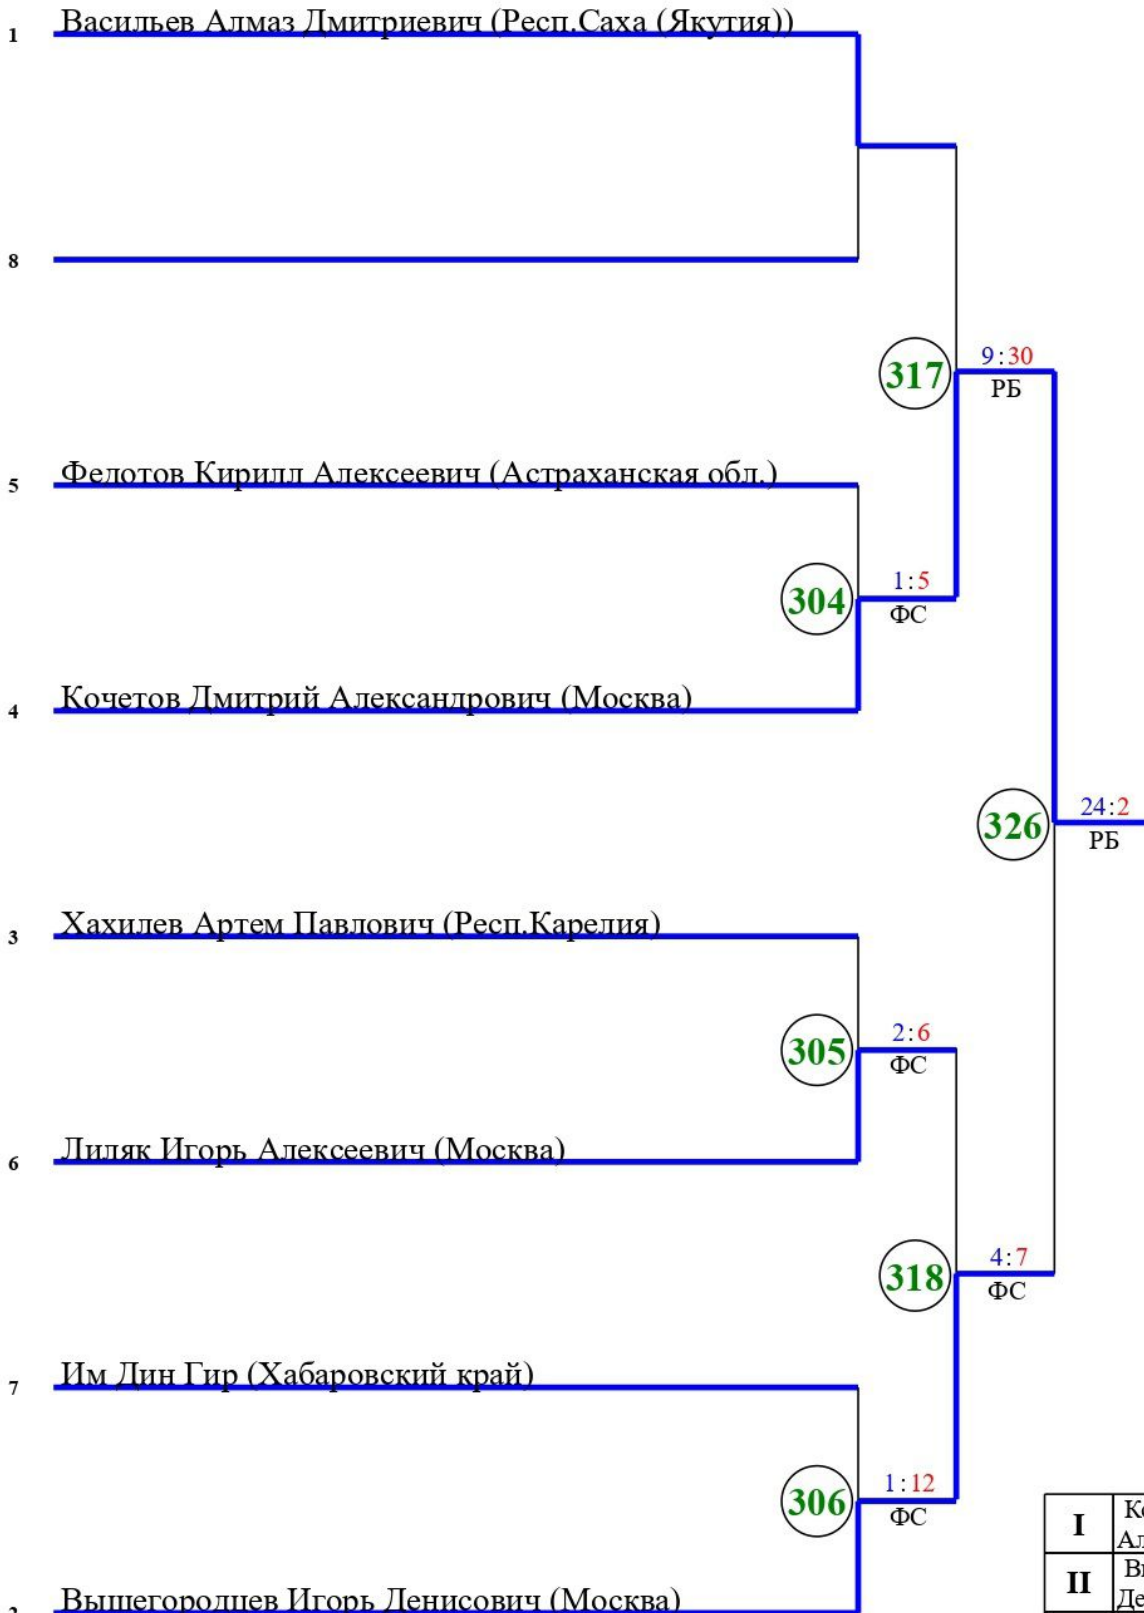 1 Васильев Алмаз Дмитриевич (Респ.Саха (Якутия))
8
317 9:30
РБ
5 Федотов Кирилл Алексеевич (Астраханская обл.)
304 1:5
ФС
4 Кочетов Дмитрий Александрович (Москва)
326 24:2
РБ
3 Хахилев Артем Павлович (Респ.Карелия)
305 2:6
ФС
6 Лиляк Игорь Алексеевич (Москва)
318 4:7
ФС
7 Им Дин Гир (Хабаровский край)
306 1:12
ФС
I
II
Вышегородцев Игорь Денисович (Москва)